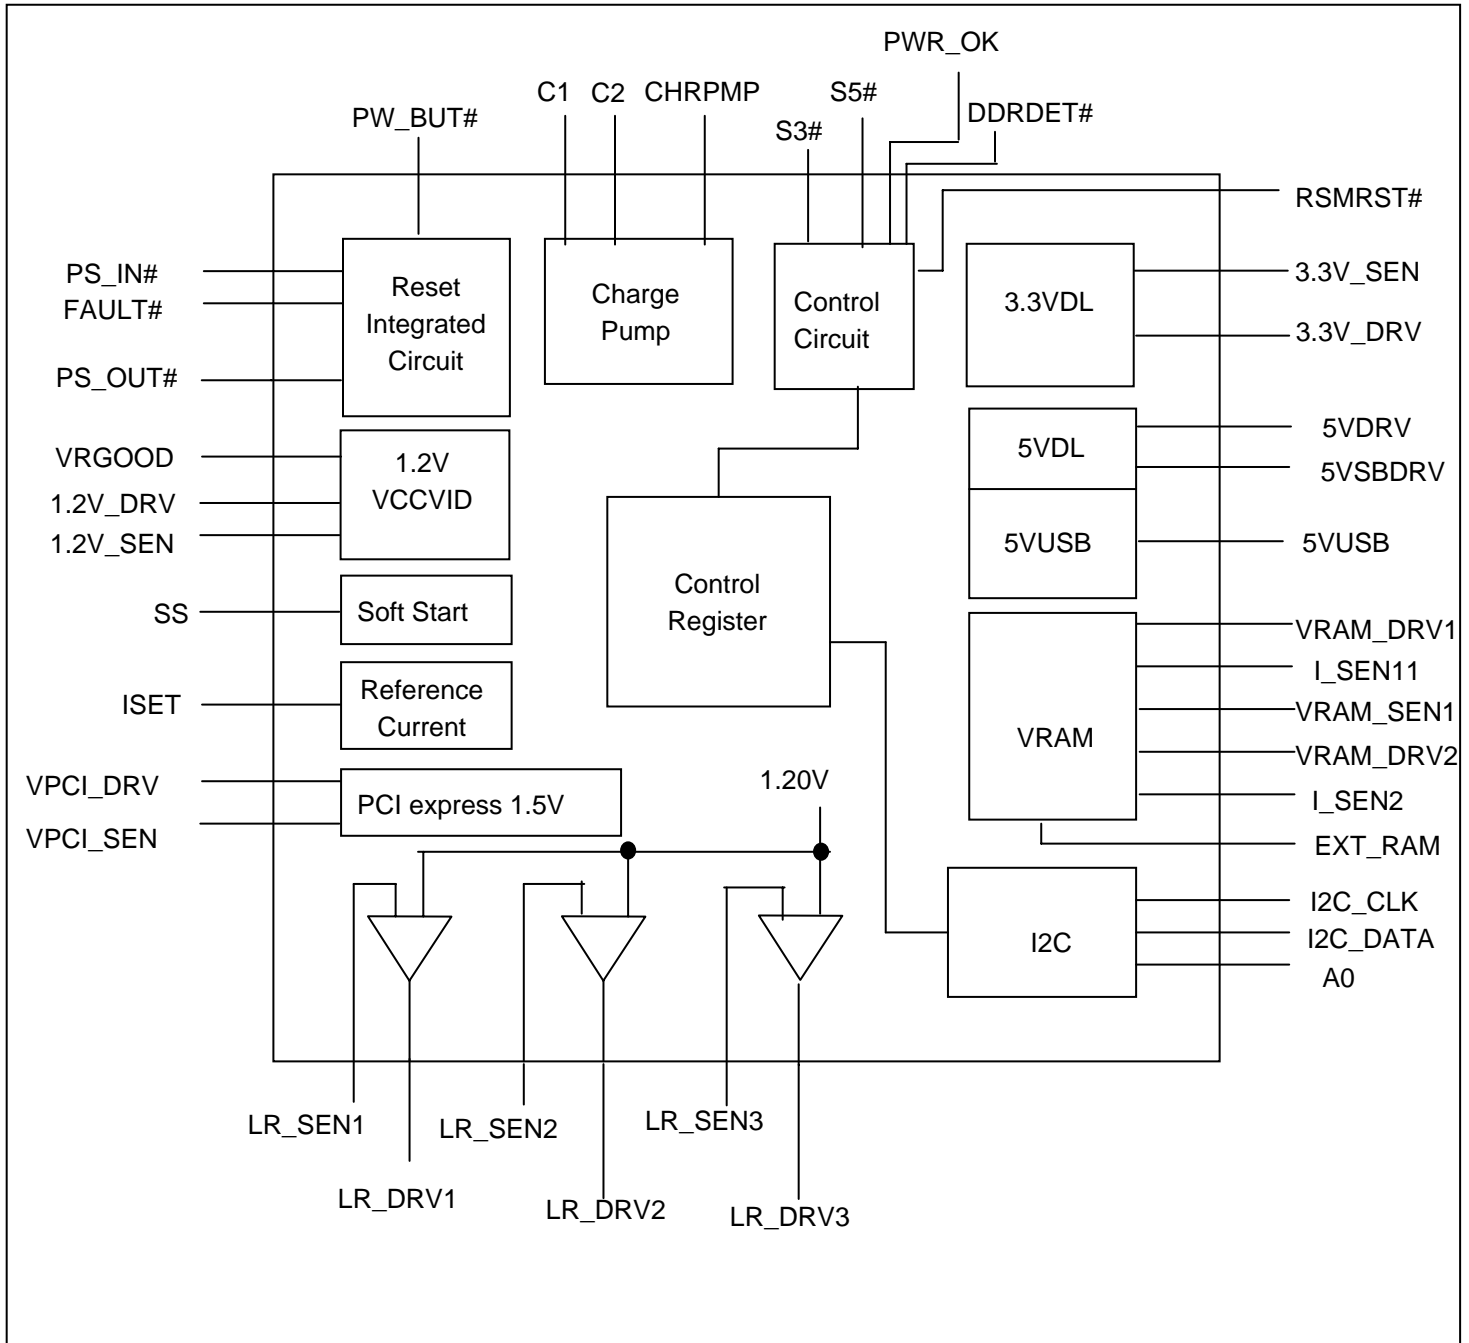 PWR_OK
C1
C2
CHRPMP
S5#
PW_BUT#
S3#
DDRDET#
RSMRST#
PS_IN#
FAULT#
PS_OUT#
Reset
Integrated
Circuit
Charge
Pump
Control
Circuit
3.3VDL
3.3V_SEN
3.3V_DRV
VRGOOD
1.2V_DRV
1.2V_SEN
1.2V
VCCVID
5VDL
5VUSB
5VDRV
5VSBDRV
5VUSB
SS
Soft Start
Control
Register
ISET
Reference
Current
VRAM
VRAM_DRV1
I_SEN11
VRAM_SEN1
VRAM_DRV2
I_SEN2
EXT_RAM
VPCI_DRV
VPCI_SEN
PCI express 1.5V
1.20V
I2C
I2C_CLK
I2C_DATA
A0
LR_SEN1
LR_SEN2
LR_SEN3
LR_DRV1
LR_DRV2
LR_DRV3